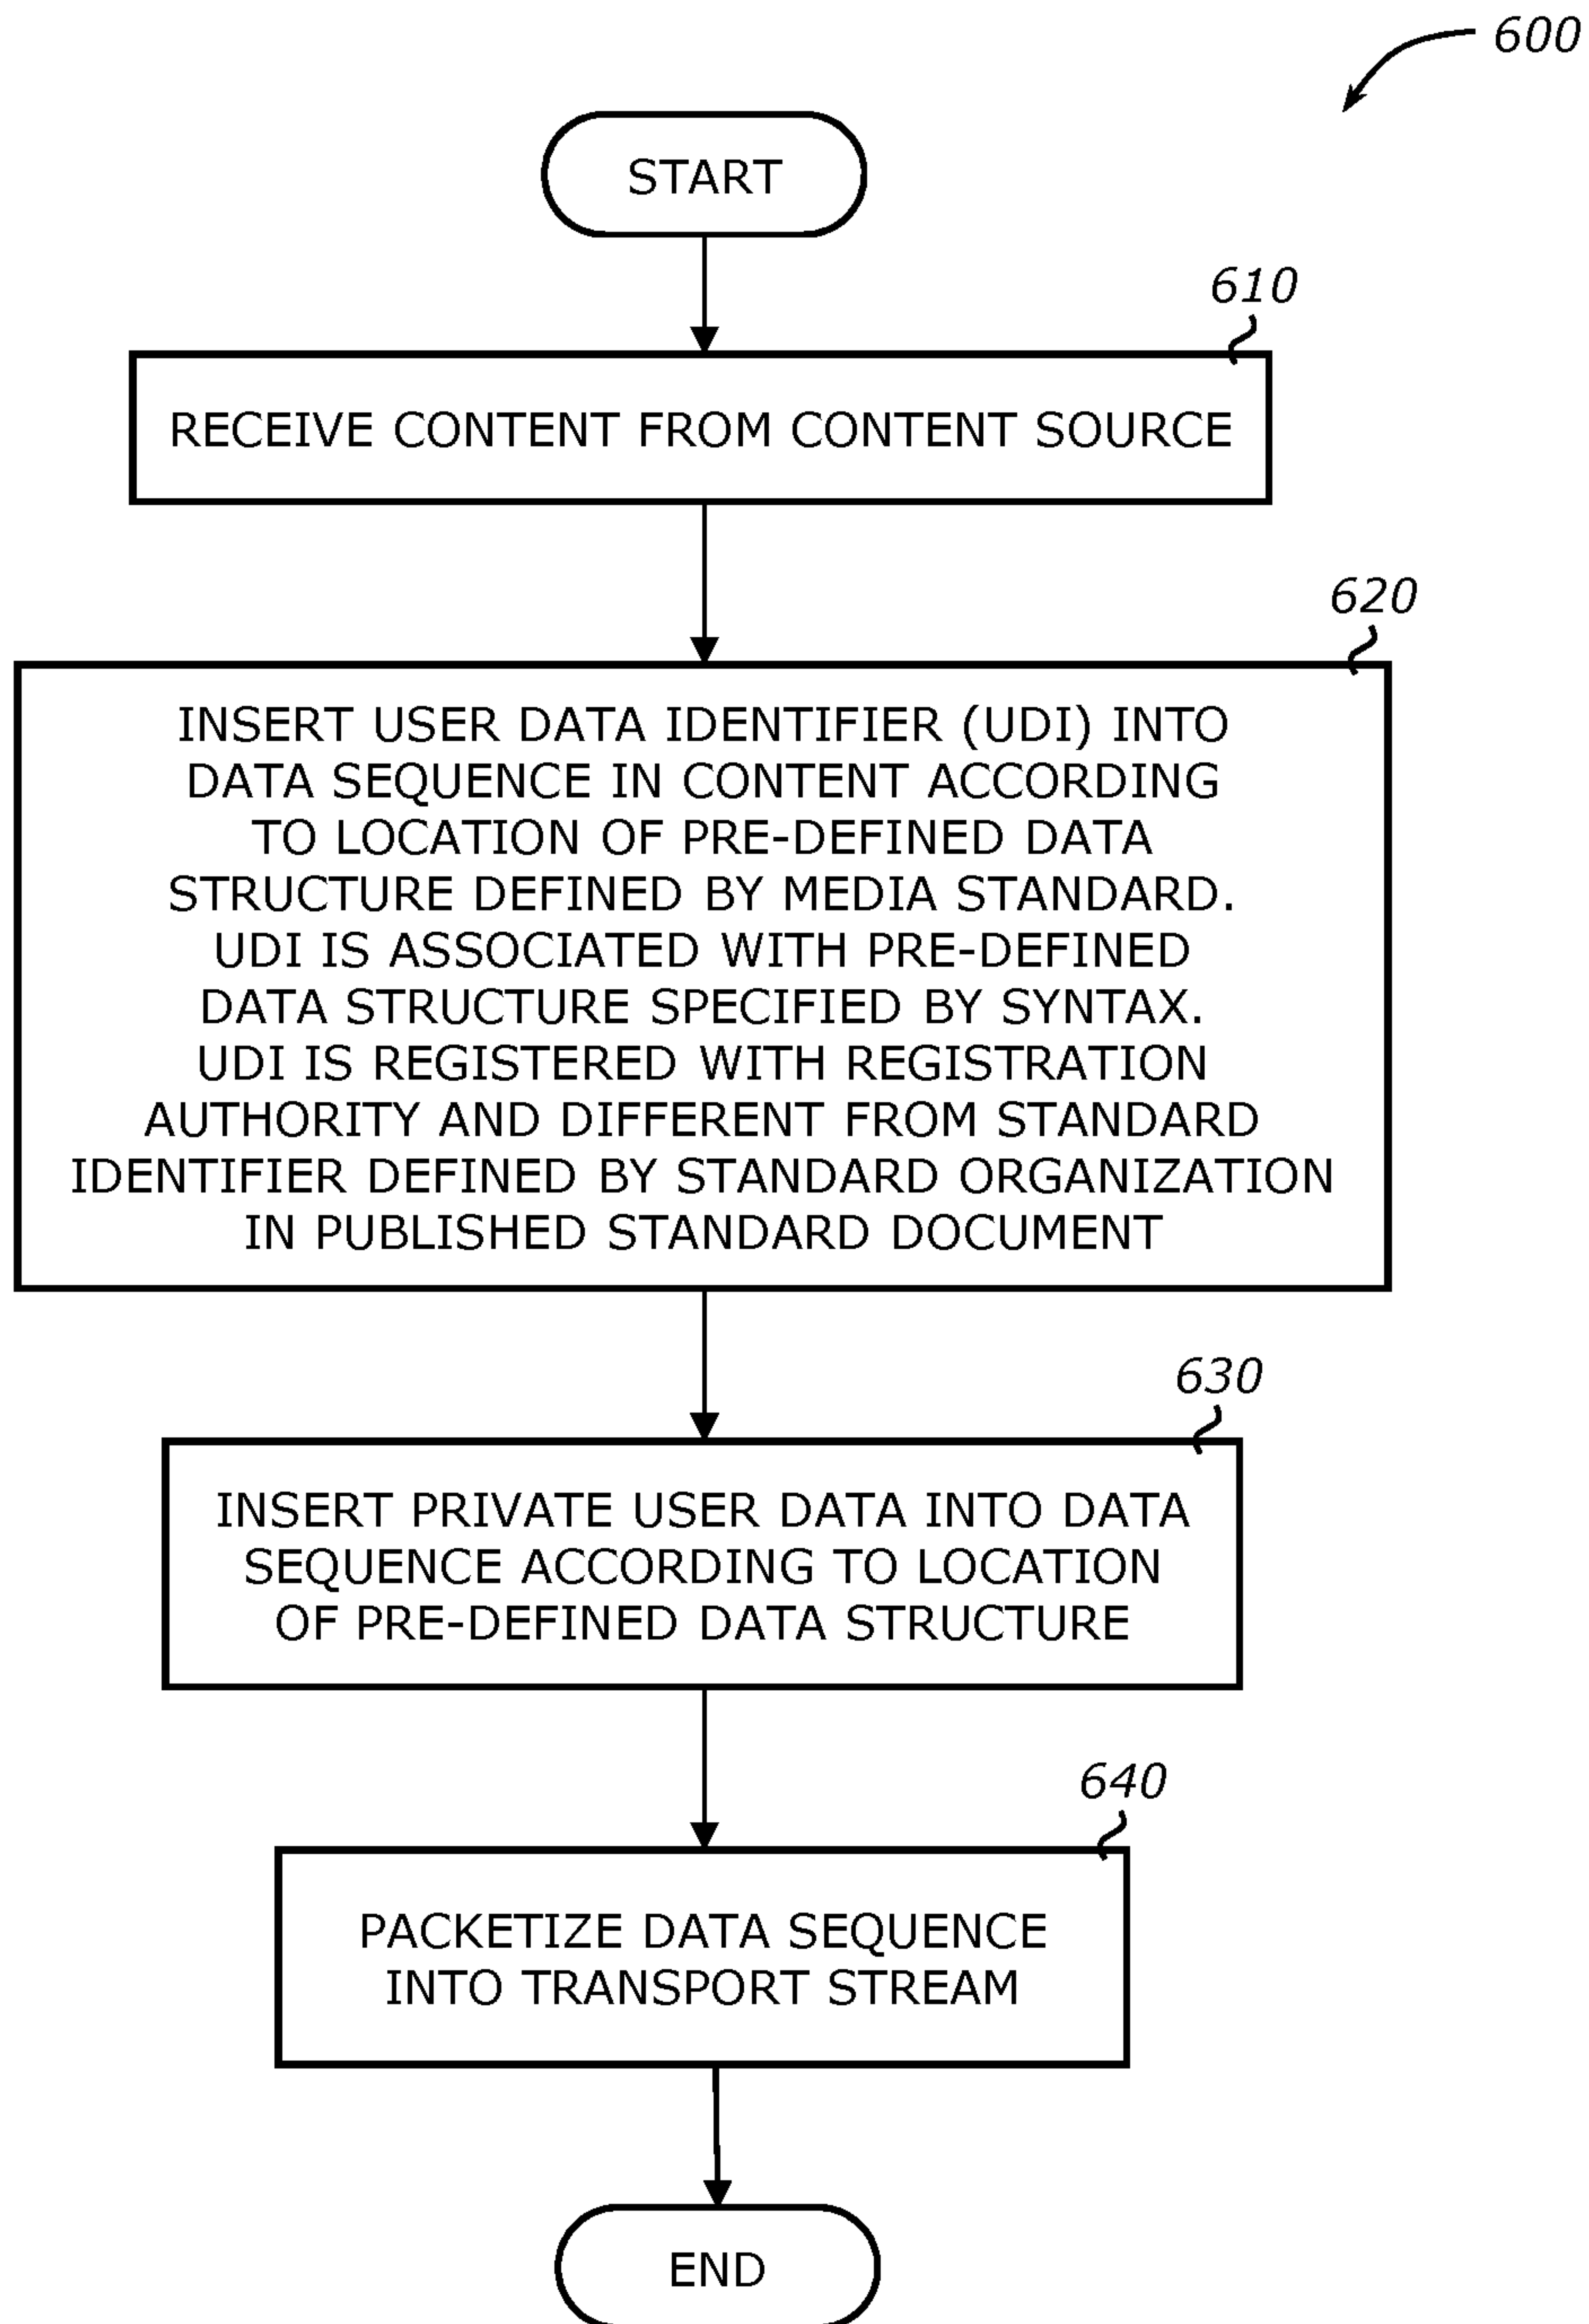 600
START
610
RECEIVE CONTENT FROM CONTENT SOURCE
620
INSERT USER DATA IDENTIFIER (UDI) INTO
DATA SEQUENCE IN CONTENT ACCORDING
TO LOCATION OF PRE-DEFINED DATA
STRUCTURE DEFINED BY MEDIA STANDARD.
UDI IS ASSOCIATED WITH PRE-DEFINED
DATA STRUCTURE SPECIFIED BY SYNTAX.
UDI IS REGISTERED WITH REGISTRATION
AUTHORITY AND DIFFERENT FROM STANDARD
IDENTIFIER DEFINED BY STANDARD ORGANIZATION
IN PUBLISHED STANDARD DOCUMENT
630
INSERT PRIVATE USER DATA INTO DATA
SEQUENCE ACCORDING TO LOCATION
OF PRE-DEFINED DATA STRUCTURE
640
PACKETIZE DATA SEQUENCE
INTO TRANSPORT STREAM
END